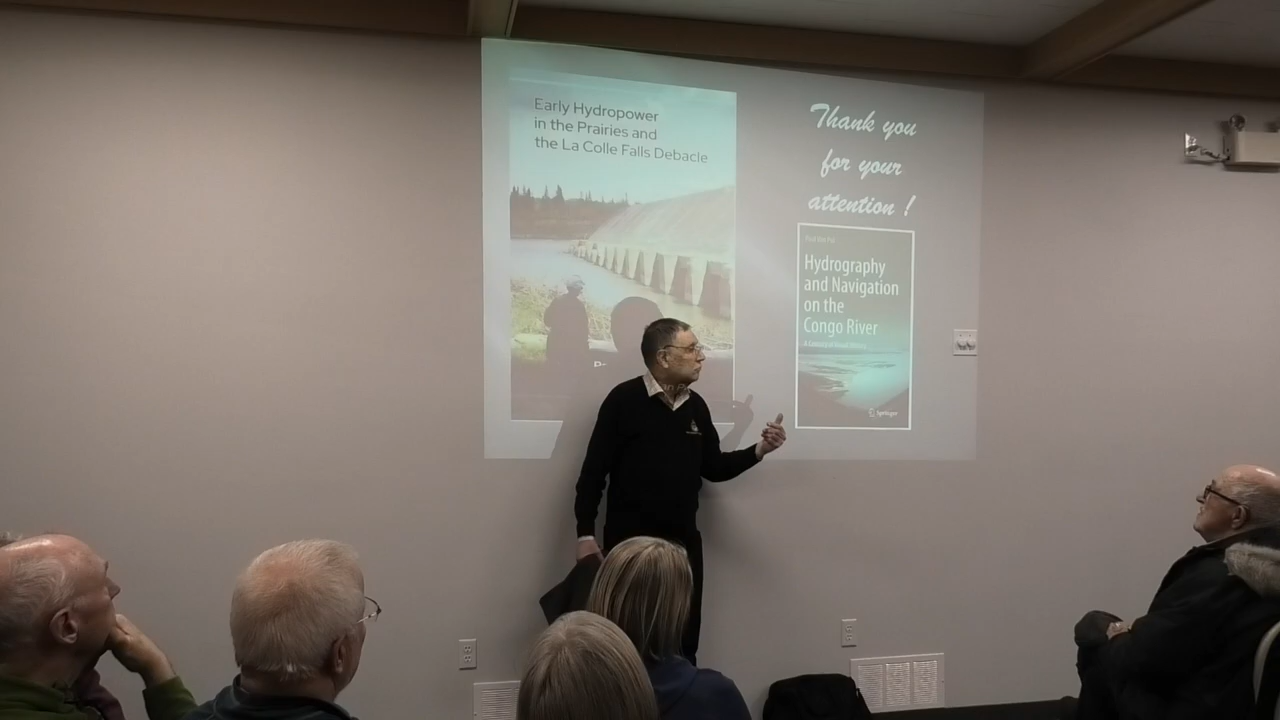 Early Hydropower
in the Prairies and
the La Colle Falls Debacle
Thank you
for your
attention !
Hydrography
and Navigation
on the
Congo River
Springer